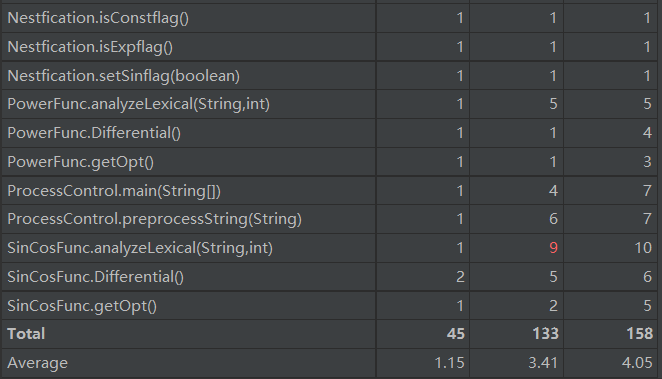 Nestfication.isConstflag() 1 1 1
Nestfication.isExpflag() 1 1 1
Nestfication.setSinflag(boolean) 1 1 1
PowerFunc.analyzeLexical(String,int) 1 5 5
PowerFunc.Differential() 1 1 4
PowerFunc.getOpt() 1 1 3
ProcessControl.main(String[]) 1 4 7
ProcessControl.preprocessString(String) 1 6 7
SinCosFunc.analyzeLexical(String,int) 1 9 10
SinCosFunc.Differential() 2 5 6
SinCosFunc.getOpt() 1 2 5
Total 45 133 158
Average 1.15 3.41 4.05